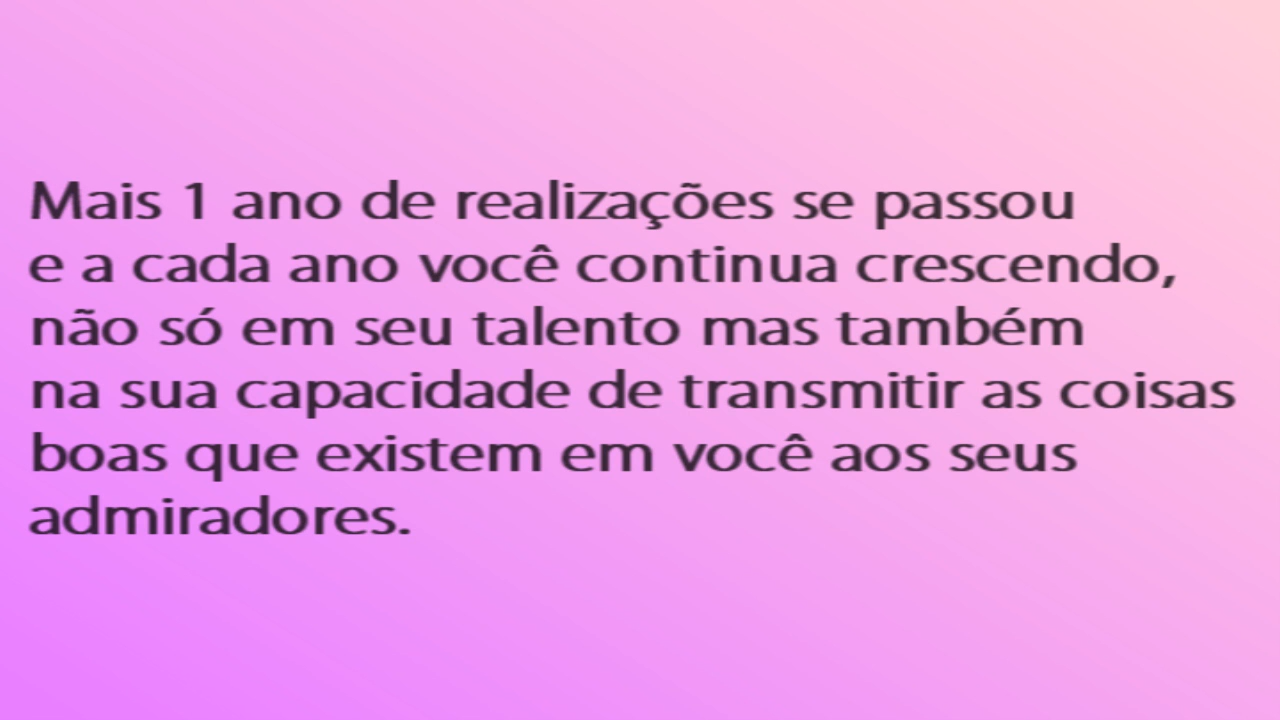 Mais 1 ano de realizações se passou
e a cada ano você continua crescendo,
não só em seu talento mas também
na sua capacidade de transmitir as coisas
boas que existem em você aos seus
admiradores.